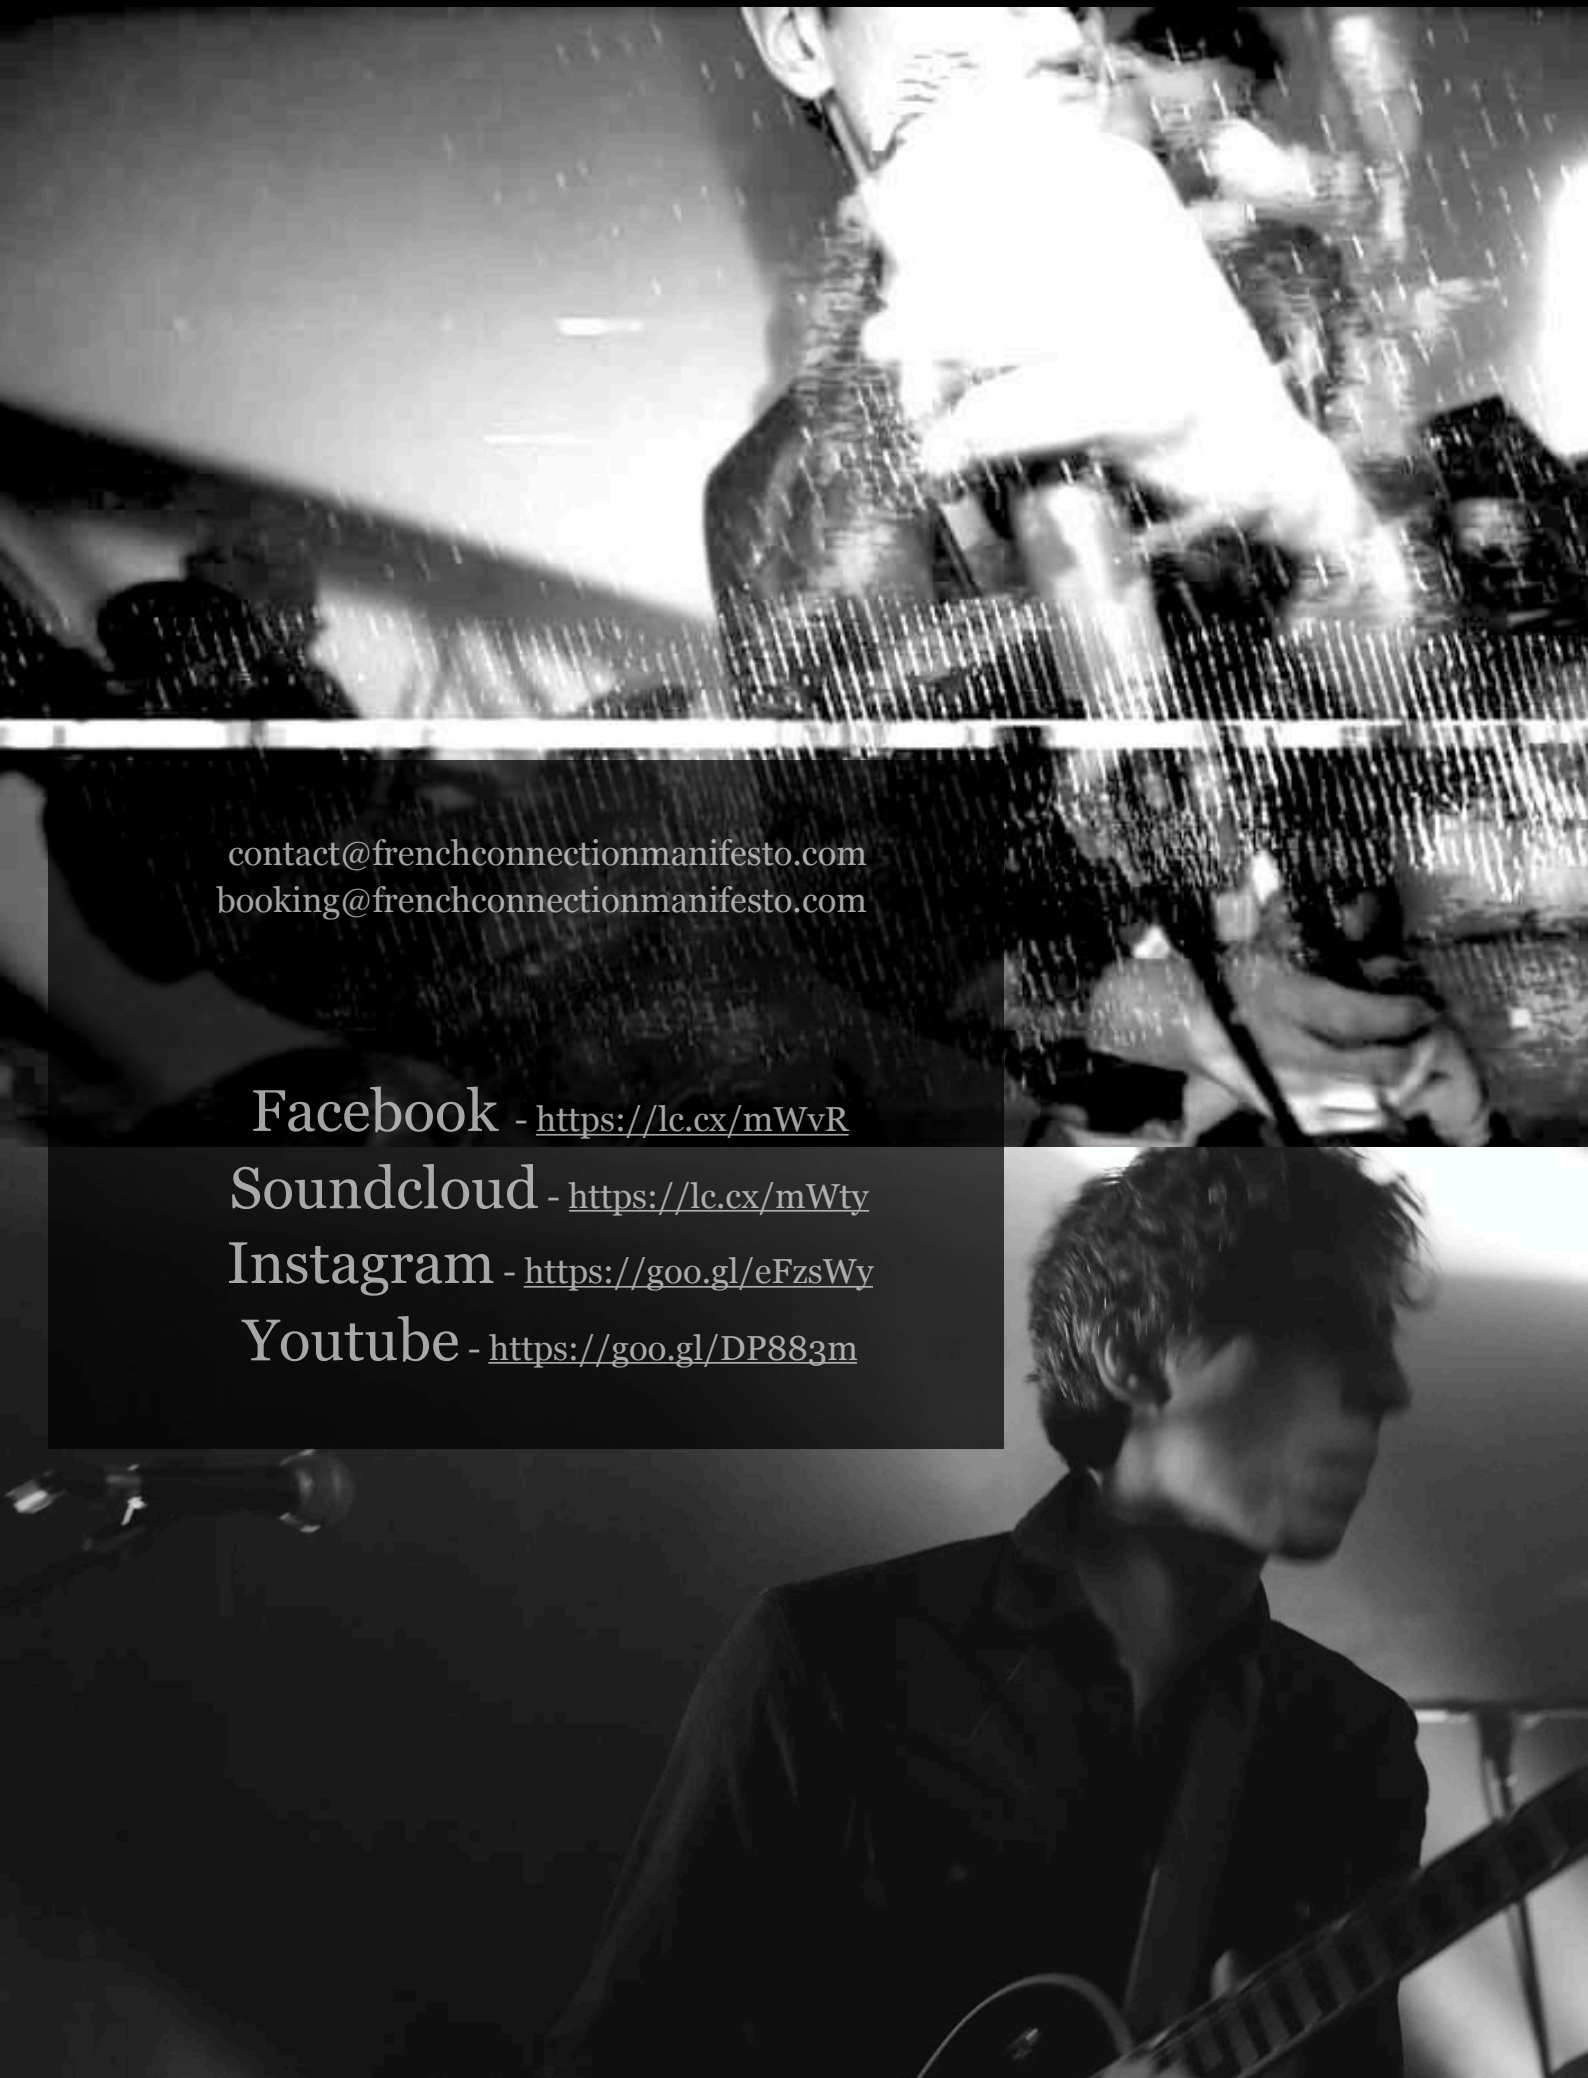 contact@frenchconnectionmanifesto.com
booking@frenchconnectionmanifesto.com
Facebook - https://lc.cx/mWvR
Soundcloud - https://lc.cx/mWty
Instagram - https://goo.gl/eFzsWy
Youtube - https://goo.gl/DP883m